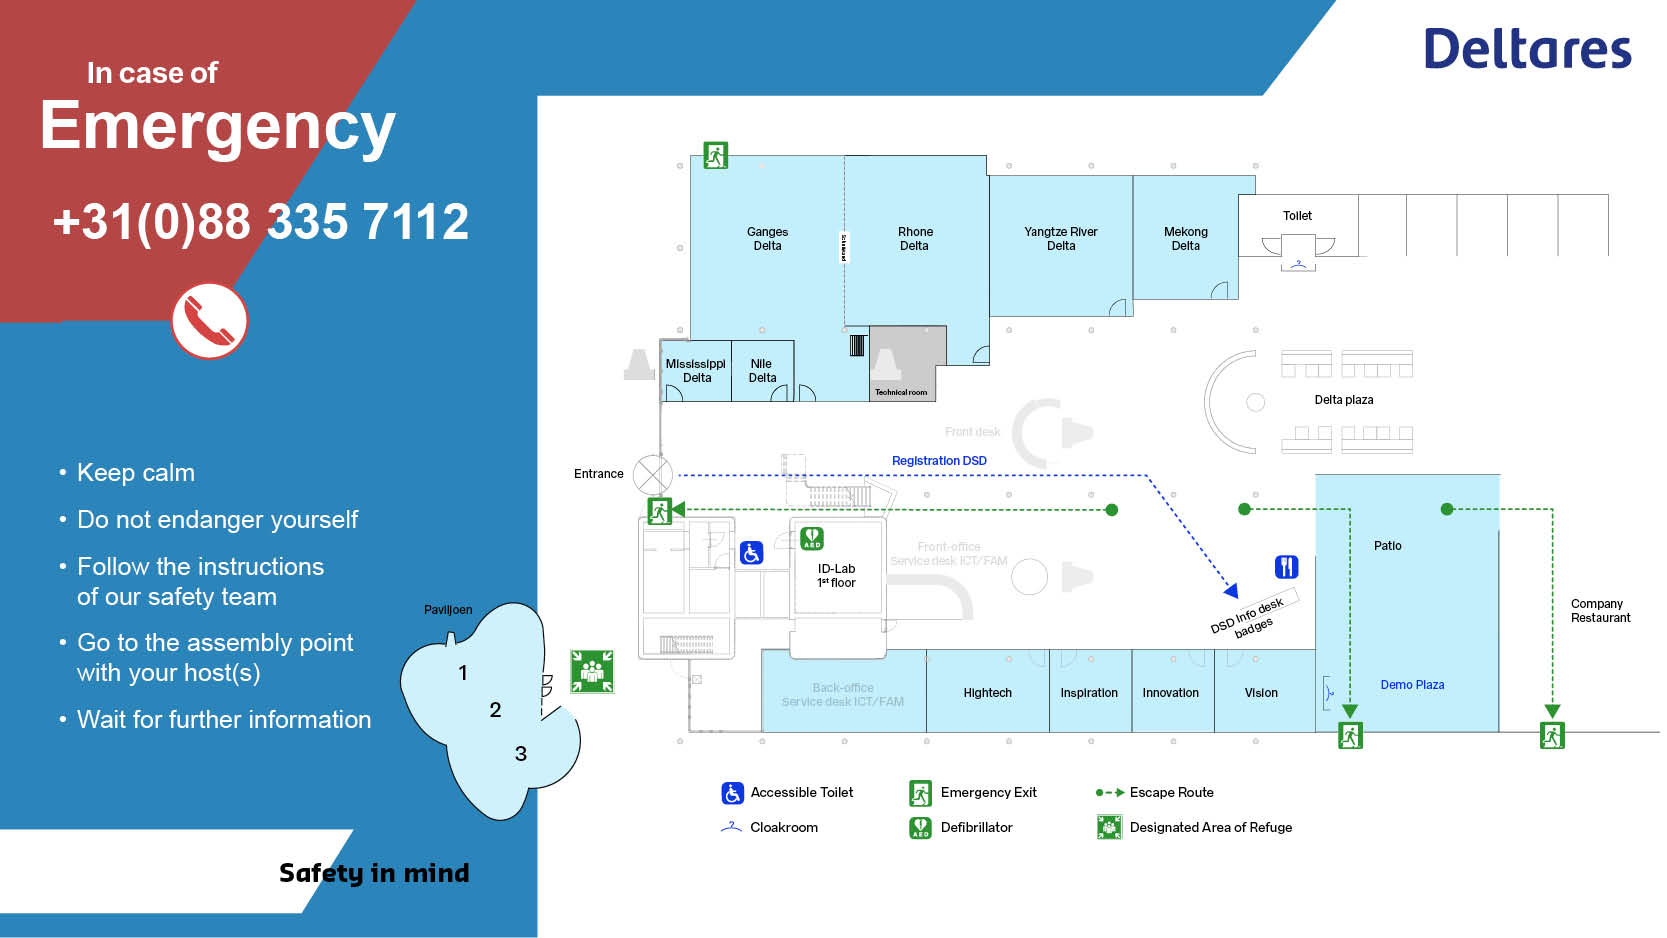 In case of
Emergency
+31(0)88 335 7112
Deltares
• Keep calm
• Do not endanger yourself
• Follow the instructions
of our safety team
• Go to the assembly point
with your host(s)
• Wait for further information
Safety in mind
Paviljoen
1
2
3
Ganges
Delta
Rhone
Delta
Yangtze River
Delta
Mekong
Delta
Toilet
Mississippi
Delta
Nile
Delta
Technical room
Delta plaza
Front desk
Registration DSD
Entrance
AED
ID-Lab
1st floor
Front-office
Service desk ICT/FAM
DSD Info desk
badges
Patio
Company
Restaurant
Back-office
Service desk ICT/FAM
Hightech
Inspiration
Innovation
Vision
Demo Plaza
Accessible Toilet
Emergency Exit
Escape Route
Cloakroom
AED
Defibrillator
Designated Area of Refuge